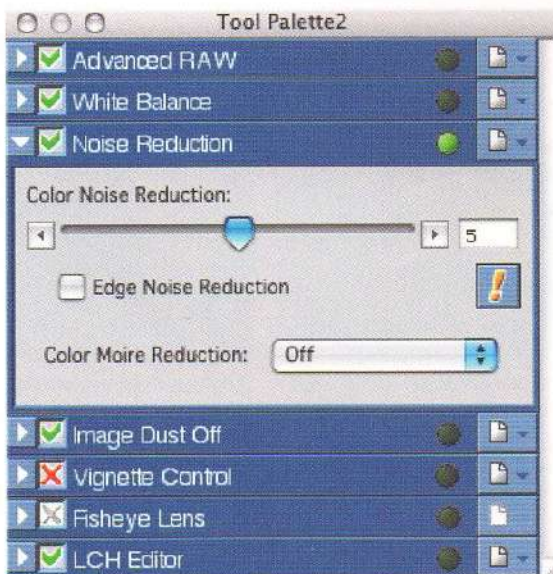 Tool Palette2
Advanced RAW
White Balance
Noise Reduction
Color Noise Reduction:
5
Edge Noise Reduction
Color Moire Reduction: Off
Image Dust Off
Vignette Control
Fisheye Lens
LCH Editor